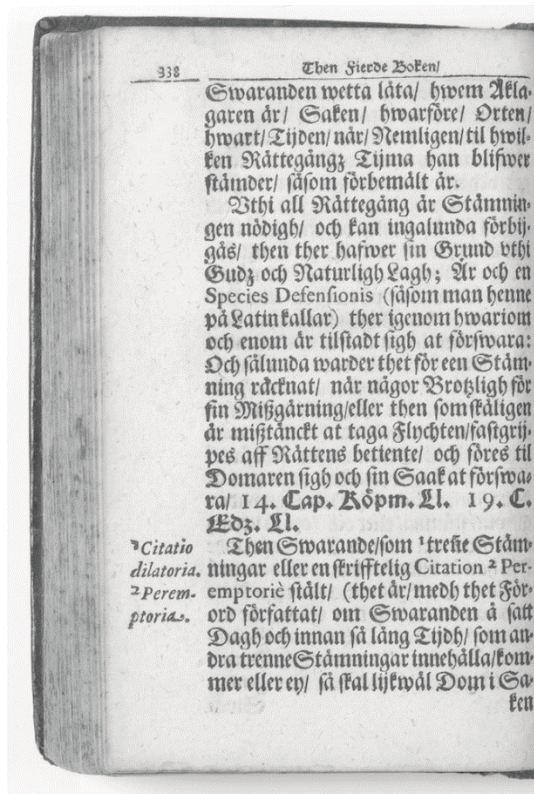 338 Then Fierde Boken/
Swaranden wetta låta/ hwem Åkla-
garen är/ Saken/ hwarföre/ Orten/
hwart/ Tijden/ når/ Nemligen/ til hwil-
ken Rättegångz Tijma han blifwer
stämder/ såsom förbemält är.
Vthi all Rättegång är Stämnin-
gen nödigh/ och kan ingalunda förbij-
gås/ then ther hafwer sin Grund vthi
Gudz och Naturligh Lagh; Är och en
Species Defensionis (såsom man henne
på Latin kallar) ther igenom hwariom
och enom är tilstadt sigh at förswara:
Och sålunda warder thet för een Stäm-
ning räcknat/ när någor Brotzligh för
sin Mißgärning/ eller then som skäligen
är mißtänckt at taga Flychten/ fastgrij-
pes aff Rättens betiente/ och föres til
Domaren sigh och sin Saak at förswa-
ra/ 14. Cap. Köpm. Ll. 19. C.
Edz. Ll.
Then Swarande/ som ¹ treñe Stäm-
ningar eller en skrifftelig Citation ² Per-
emptoriè stält/ (thet är/ medh thet För-
ord författat/ om Swaranden å satt
Dagh och innan så lång Tijdh/ som an-
dra trenne Stämningar innehålla/ kom-
mer eller ey/ så skal lijkwäl Dom i Sa-
ken
¹ Citatio
dilatoria.
² Perem-
ptoria.